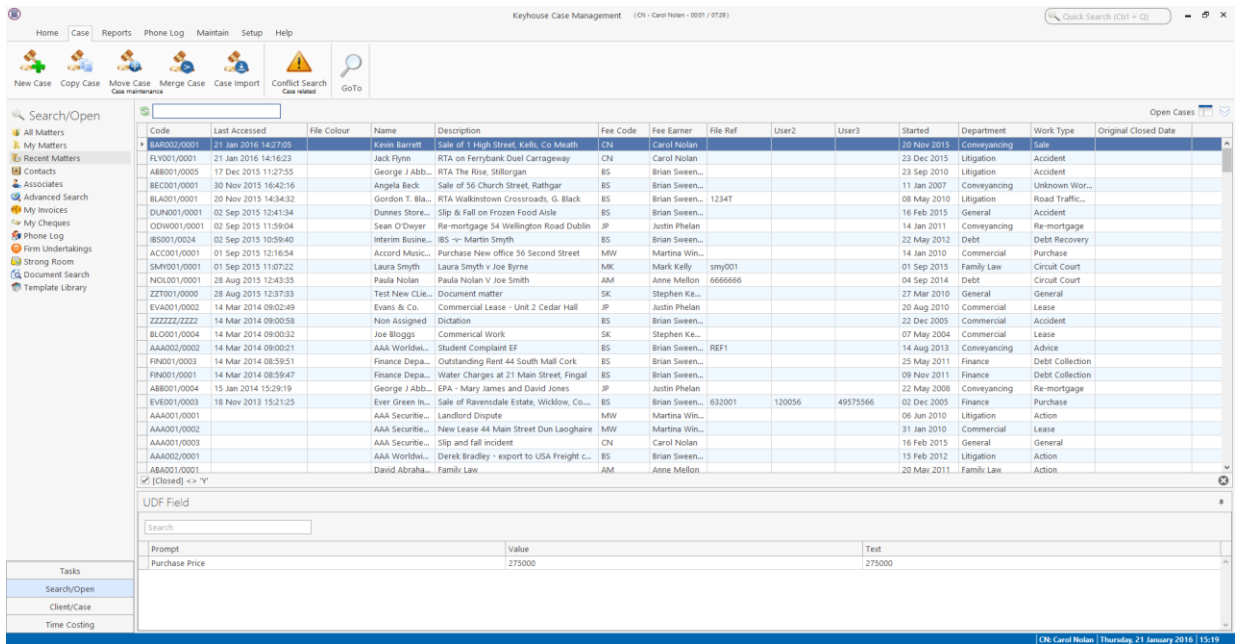 Keyhouse Case Management (CN - Carol Nolan - 00:01 / 07:29)
Quick Search (Ctrl + Q)
Home Case Reports Phone Log Maintain Setup Help
New Case Copy Case Move Case Merge Case Case Import Conflict Search GoTo
Case maintenance Case related
Search/Open
All Matters
My Matters
Recent Matters
Contacts
Associates
Advanced Search
My Invoices
My Cheques
Phone Log
Firm Undertakings
Strong Room
Document Search
Template Library
Open Cases
Code Last Accessed File Colour Name Description Fee Code Fee Earner File Ref User2 User3 Started Department Work Type Original Closed Date
BAR002/0001 21 Jan 2016 14:27:05 Kevin Barrett Sale of 1 High Street, Kells, Co Meath CN Carol Nolan 20 Nov 2015 Conveyancing Sale
FLY001/0001 21 Jan 2016 14:16:23 Jack Flynn RTA on Ferrybank Duel Carrageway CN Carol Nolan 23 Dec 2015 Litigation Accident
ABB001/0005 17 Dec 2015 11:27:55 George J Abb... RTA The Rise, Stillorgan BS Brian Sween... 23 Sep 2010 Litigation Accident
BEC001/0001 30 Nov 2015 16:42:16 Angela Beck Sale of 56 Church Street, Rathgar BS Brian Sween... 11 Jan 2007 Conveyancing Unknown Wor...
BLA001/0001 20 Nov 2015 14:34:32 Gordon T. Bla... RTA Walkinstown Crossroads, G. Black BS Brian Sween... 1234T 08 May 2010 Litigation Road Traffic...
DUN001/0001 02 Sep 2015 12:41:34 Dunnes Store... Slip & Fall on Frozen Food Aisle BS Brian Sween... 16 Feb 2015 General Accident
ODW001/0001 02 Sep 2015 11:59:04 Sean O'Dwyer Re-mortgage 54 Wellington Road Dublin JP Justin Phelan 14 Jan 2011 Conveyancing Re-mortgage
IBS001/0024 02 Sep 2015 10:59:40 Interim Busine... IBS -v- Martin Smyth BS Brian Sween... 22 May 2012 Debt Debt Recovery
ACC001/0001 01 Sep 2015 12:16:54 Accord Music... Purchase New office 56 Second Street MW Martina Win... 14 Jan 2010 Commercial Purchase
SMY001/0001 01 Sep 2015 11:07:22 Laura Smyth Laura Smyth v Joe Byrne MK Mark Kelly smy001 01 Sep 2015 Family Law Circuit Court
NOL001/0001 28 Aug 2015 12:43:35 Paula Nolan Paula Nolan V Joe Smith AM Anne Mellon 6666666 04 Sep 2014 Debt Circuit Court
ZZT001/0000 28 Aug 2015 12:37:33 Test New CLie... Document matter SK Stephen Ke... 27 Mar 2010 General General
EVA001/0002 14 Mar 2014 09:02:49 Evans & Co. Commercial Lease - Unit 2 Cedar Hall JP Justin Phelan 20 Aug 2010 Commercial Lease
ZZZZZZ/ZZZZ 14 Mar 2014 09:00:58 Non Assigned Dictation BS Brian Sween... 22 Dec 2005 Commercial Accident
BLO001/0004 14 Mar 2014 09:00:32 Joe Bloggs Commerical Work SK Stephen Ke... 07 May 2004 Commercial Lease
AAA002/0002 14 Mar 2014 09:00:21 AAA Worldwi... Student Complaint EF BS Brian Sween... REF1 14 Aug 2013 Conveyancing Advice
FIN001/0003 14 Mar 2014 08:59:51 Finance Depa... Outstanding Rent 44 South Mall Cork BS Brian Sween... 25 May 2011 Finance Debt Collection
FIN001/0001 14 Mar 2014 08:59:47 Finance Depa... Water Charges at 21 Main Street, Fingal BS Brian Sween... 09 Nov 2011 Finance Debt Collection
ABB001/0004 15 Jan 2014 15:29:19 George J Abb... EPA - Mary James and David Jones JP Justin Phelan 22 May 2008 Conveyancing Re-mortgage
EVE001/0003 18 Nov 2013 15:21:25 Ever Green In... Sale of Ravensdale Estate, Wicklow, Co.... BS Brian Sween... 632001 120056 49575566 02 Dec 2005 Finance Purchase
AAA001/0001 AAA Securitie... Landlord Dispute MW Martina Win... 06 Jun 2010 Litigation Action
AAA001/0002 AAA Securitie... New Lease 44 Main Street Dun Laoghaire MW Martina Win... 31 Jan 2010 Commercial Lease
AAA001/0003 AAA Securitie... Slip and fall incident CN Carol Nolan 16 Feb 2015 General General
AAA002/0001 AAA Worldwi... Derek Bradley - export to USA Freight c... BS Brian Sween... 15 Feb 2012 Litigation Action
ABA001/0001 David Abraha... Family Law AM Anne Mellon 20 May 2011 Family Law Action
[Closed] <> 'Y'
UDF Field
Search
Prompt Value Text
Purchase Price 275000 275000
Tasks
Search/Open
Client/Case
Time Costing
CN: Carol Nolan Thursday, 21 January 2016 15:19